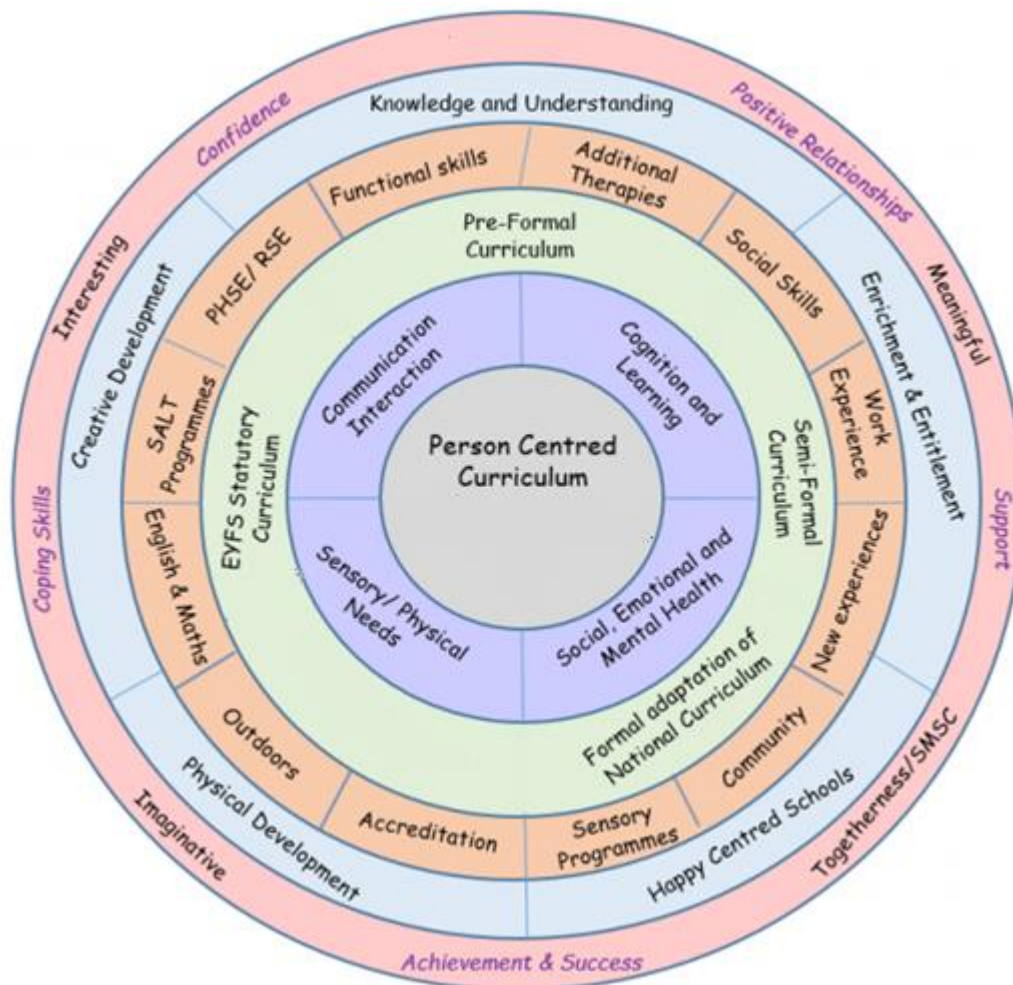 Confidence
Positive Relationships
Interesting
Meaningful
Coping Skills
Support
Imaginative
Togetherness/SMSC
Achievement & Success
Knowledge and Understanding
Creative Development
Enrichment & Entitlement
Physical Development
Happy Centred Schools
Functional skills
Additional
Therapies
PHSE/ RSE
Social Skills
SALT
Programmes
Work
Experience
English & Maths
New experiences
Outdoors
Community
Accreditation
Sensory
Programmes
Pre-Formal
Curriculum
EYFS Statutory
Curriculum
Semi-Formal
Curriculum
Formal adaptation of
National Curriculum
Communication
Interaction
Cognition and
Learning
Sensory/ Physical
Needs
Social, Emotional and
Mental Health
Person Centred
Curriculum